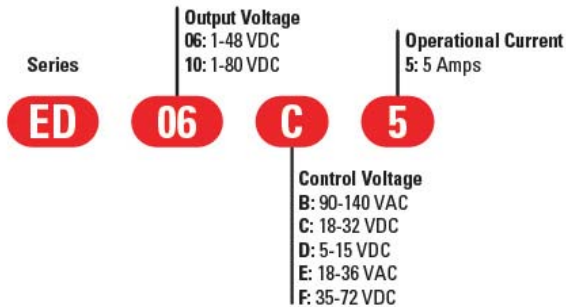 Output Voltage
06: 1-48 VDC
10: 1-80 VDC
Operational Current
5: 5 Amps
Series
ED
06
C
5
Control Voltage
B: 90-140 VAC
C: 18-32 VDC
D: 5-15 VDC
E: 18-36 VAC
F: 35-72 VDC